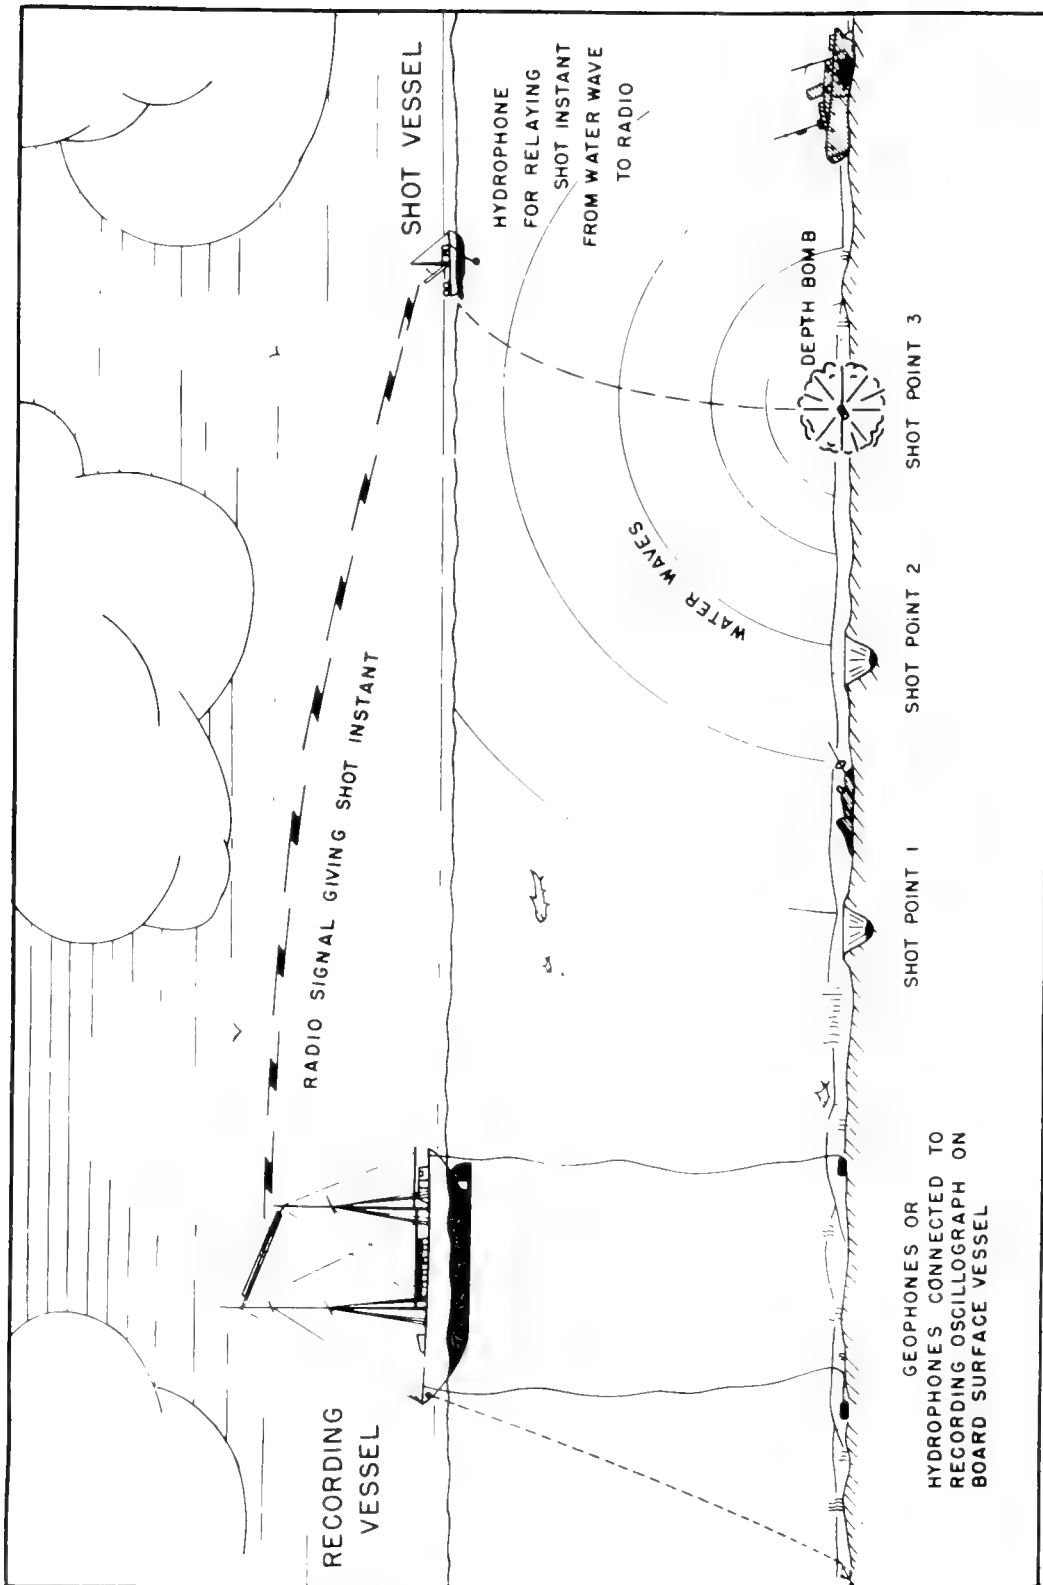 RECORDING
VESSEL
RADIO SIGNAL GIVING SHOT INSTANT
SHOT VESSEL
HYDROPHONE
FOR RELAYING
SHOT INSTANT
FROM WATER WAVE
TO RADIO
WATER WAVES
DEPTH BOMB
GEOPHONES OR
HYDROPHONES CONNECTED TO
RECORDING OSCILLOGRAPH ON
BOARD SURFACE VESSEL
SHOT POINT 1
SHOT POINT 2
SHOT POINT 3